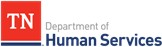 TN
Department of
Human Services